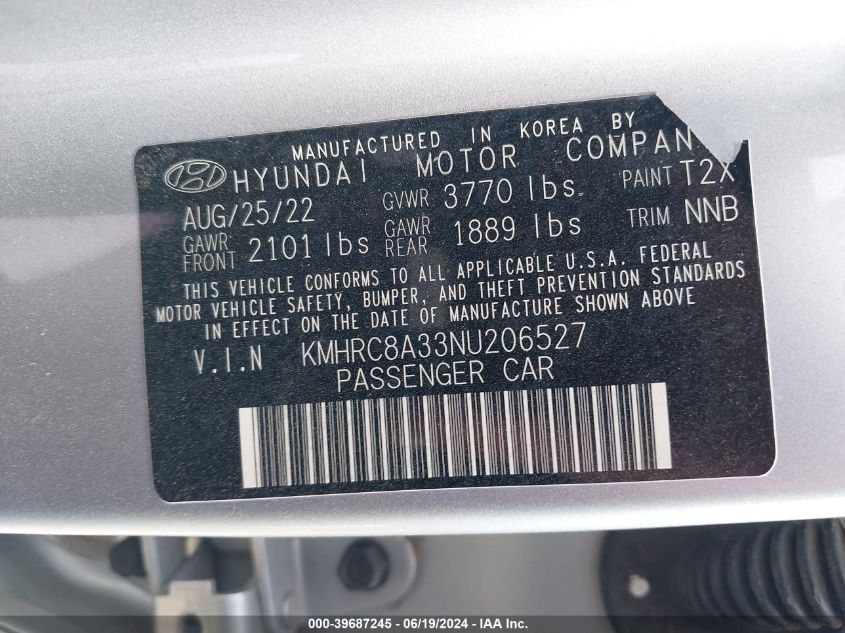 MANUFACTURED IN KOREA BY
HYUNDAI MOTOR COMPAN
AUG/25/22 GVWR 3770 lbs. PAINT T2X
GAWR FRONT 2101 lbs GAWR REAR 1889 lbs TRIM NNB
THIS VEHICLE CONFORMS TO ALL APPLICABLE U.S.A. FEDERAL
MOTOR VEHICLE SAFETY, BUMPER, AND THEFT PREVENTION STANDARDS
IN EFFECT ON THE DATE OF MANUFACTURE SHOWN ABOVE
V.I.N KMHRC8A33NU206527
PASSENGER CAR
000-39687245 - 06/19/2024 - IAA Inc.